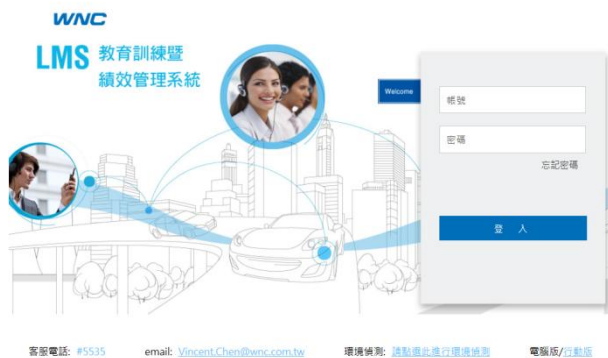 WNC
LMS 教育訓練暨
績效管理系統
Welcome
帳號
密碼
忘記密碼
登 入
客服電話: #5535 email: Vincent.Chen@wnc.com.tw 環境偵測: 請點選此進行環境偵測 電腦版/行動版